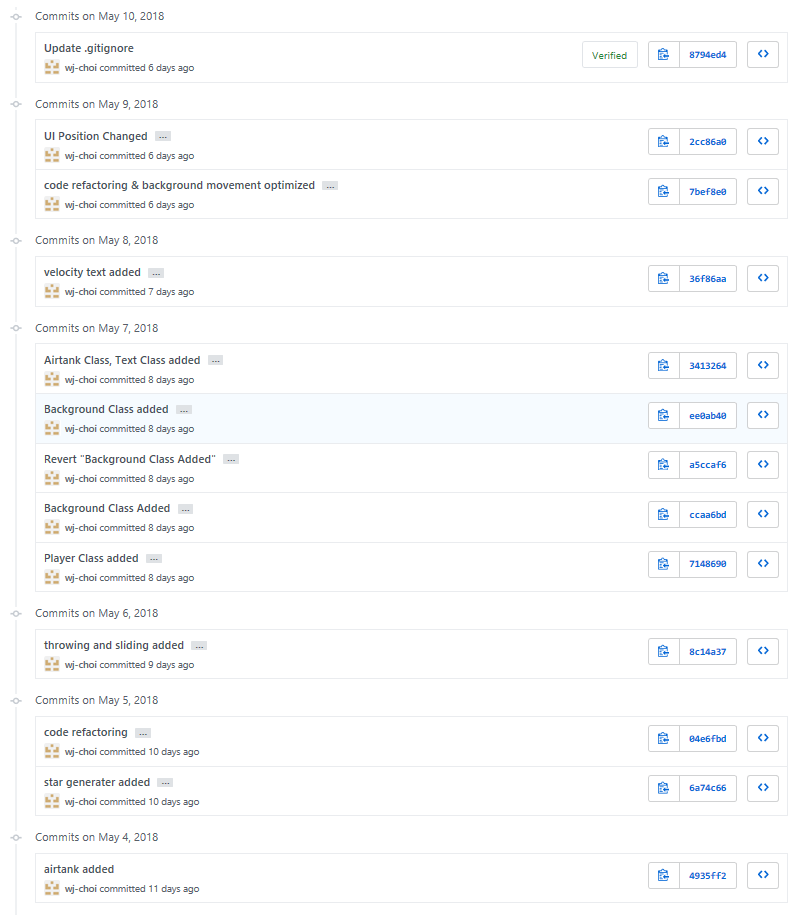 Commits on May 10, 2018
Update .gitignore
Verified
8794ed4
wj-choi committed 6 days ago
Commits on May 9, 2018
UI Position Changed ...
2cc86a0
wj-choi committed 6 days ago
code refactoring & background movement optimized ...
7bef8e0
wj-choi committed 6 days ago
Commits on May 8, 2018
velocity text added ...
36f86aa
wj-choi committed 7 days ago
Commits on May 7, 2018
Airtank Class, Text Class added ...
3413264
wj-choi committed 8 days ago
Background Class added ...
ee0ab40
wj-choi committed 8 days ago
Revert "Background Class Added" ...
a5ccaf6
wj-choi committed 8 days ago
Background Class Added ...
ccaa6bd
wj-choi committed 8 days ago
Player Class added ...
7148690
wj-choi committed 8 days ago
Commits on May 6, 2018
throwing and sliding added ...
8c14a37
wj-choi committed 9 days ago
Commits on May 5, 2018
code refactoring ...
04e6fbd
wj-choi committed 10 days ago
star generater added ...
6a74c66
wj-choi committed 10 days ago
Commits on May 4, 2018
airtank added
4935ff2
wj-choi committed 11 days ago